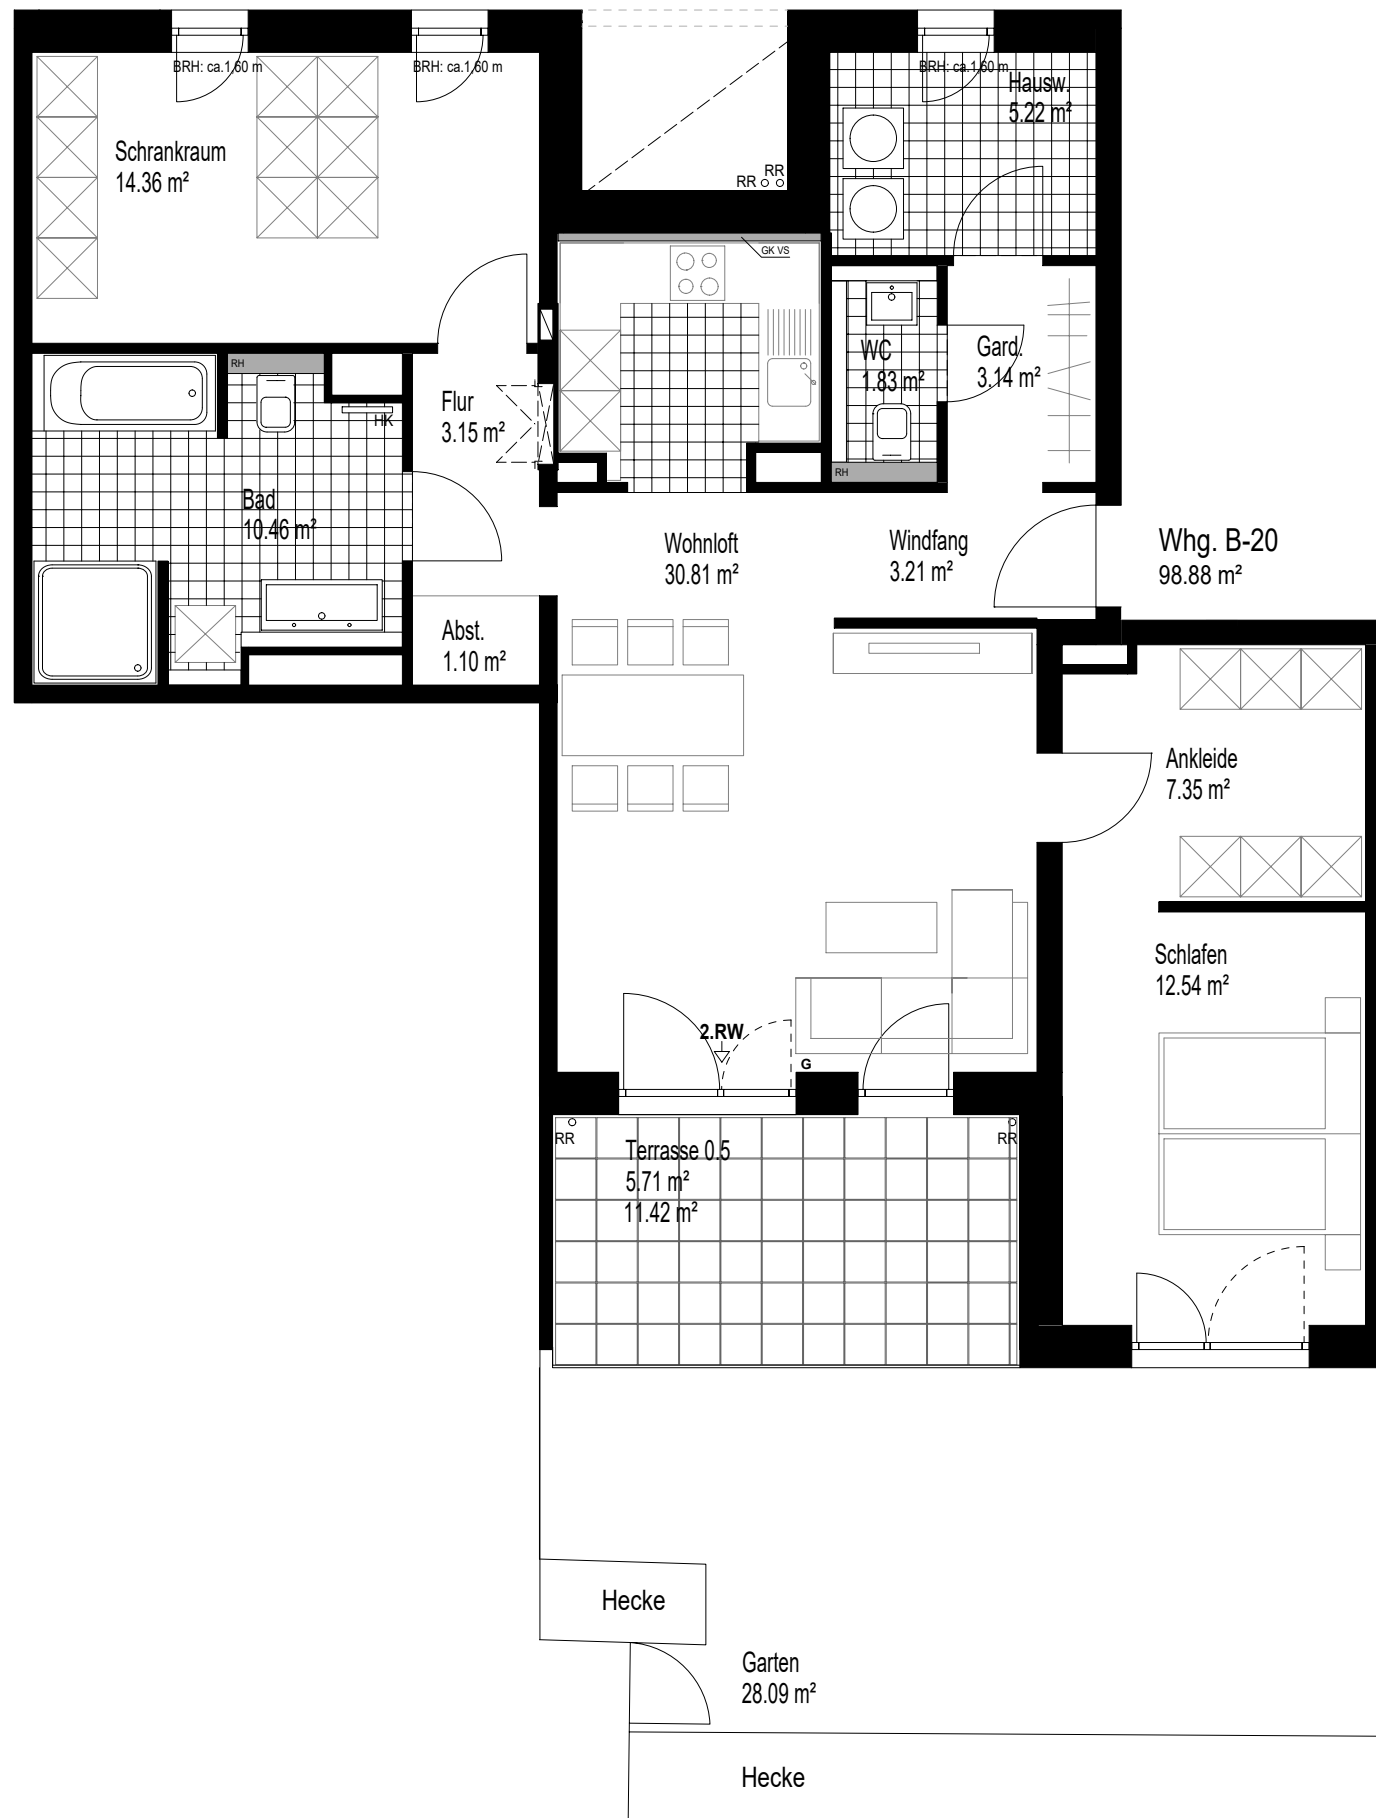 BRH: ca.1,60 m
BRH: ca.1,60 m
BRH: ca.1,60 m
Hausw.
5.22 m²
Schrankraum
14.36 m²
RR
RR
GK VS
WC
1.83 m²
Gard.
3.14 m²
RH
HK
Flur
3.15 m²
RH
Bad
10.46 m²
Wohnloft
30.81 m²
Windfang
3.21 m²
Whg. B-20
98.88 m²
Abst.
1.10 m²
Ankleide
7.35 m²
Schlafen
12.54 m²
2.RW
G
RR
RR
Terrasse 0.5
5.71 m²
11.42 m²
Hecke
Garten
28.09 m²
Hecke